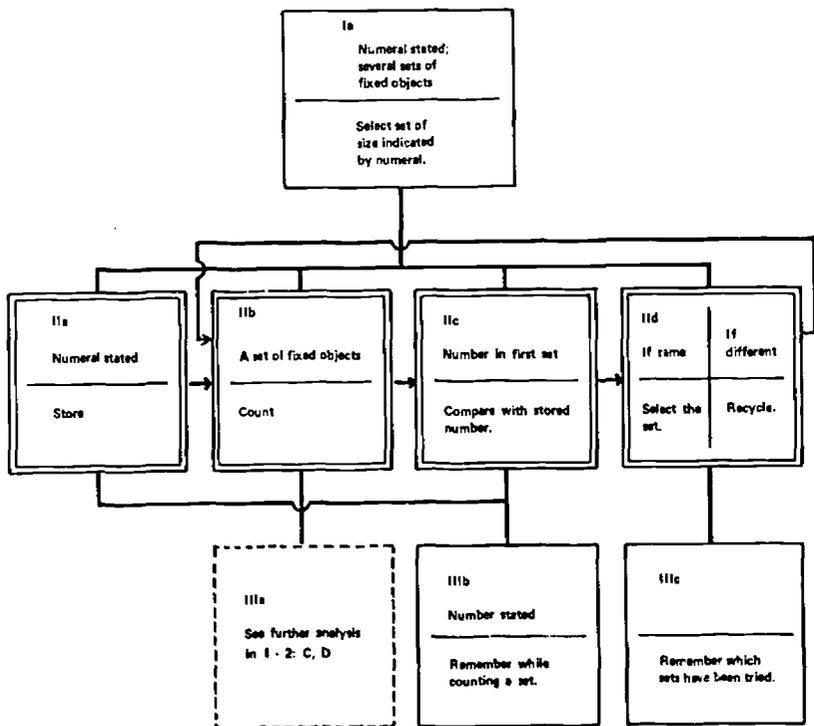 Ia
Numeral stated;
several sets of
fixed objects
Select set of
size indicated
by numeral.
IIa
Numeral stated
Store
IIb
A set of fixed objects
Count
IIc
Number in first set
Compare with stored
number.
IId
If same
If
different
Select the
set.
Recycle.
IIIa
See further analysis
in 1 - 2: C, D
IIIb
Number stated
Remember while
counting a set.
IIIc
Remember which
sets have been tried.